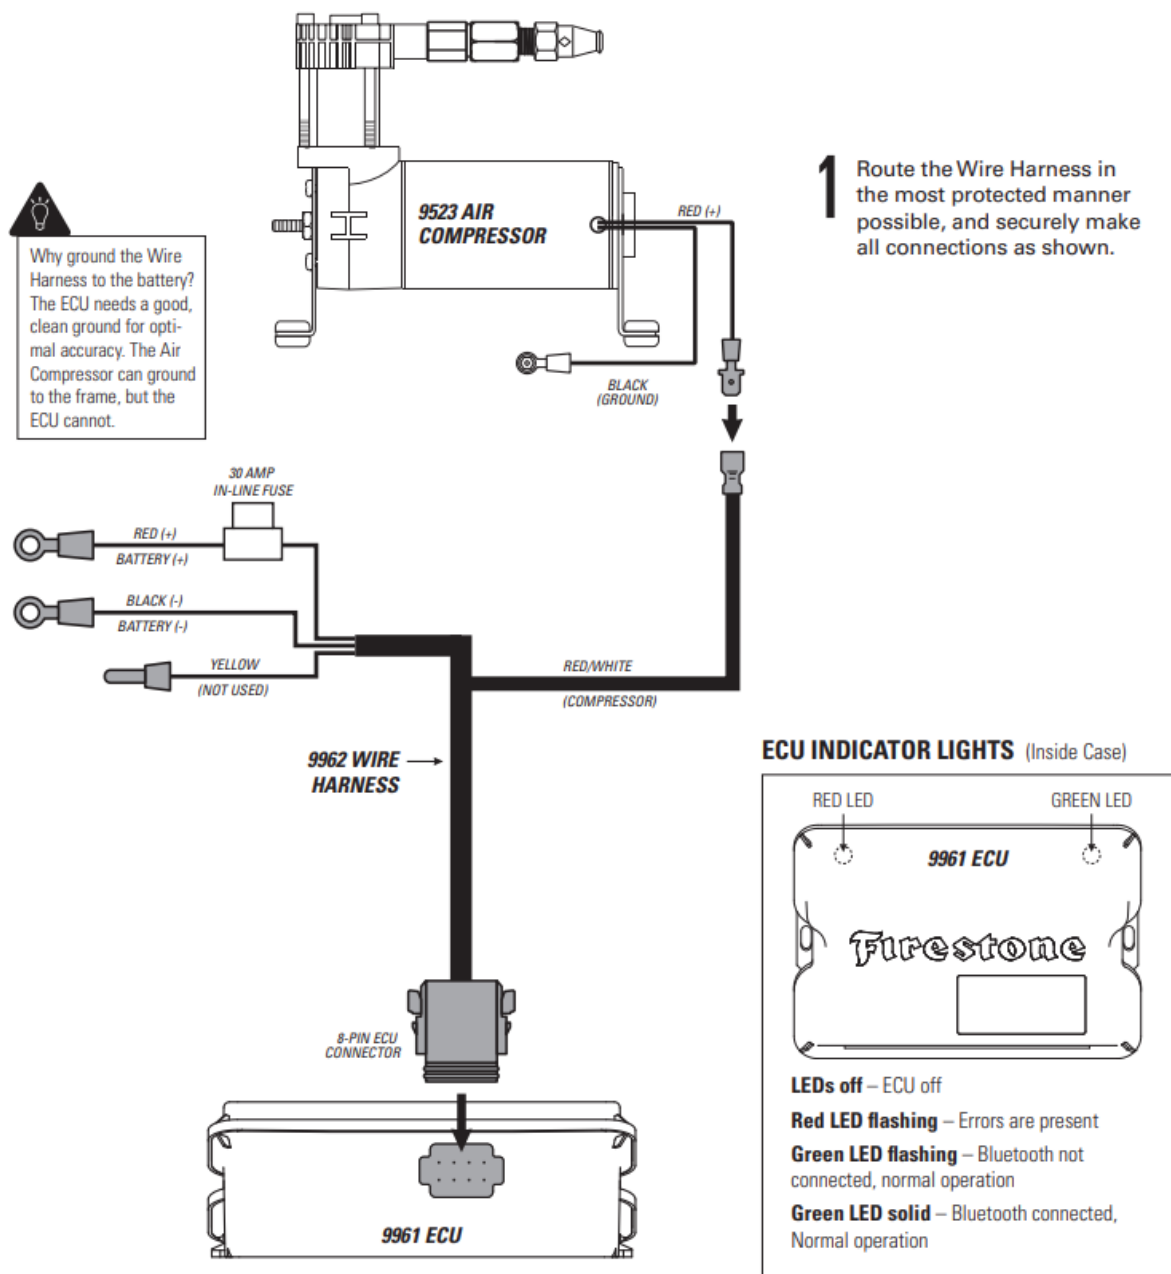 9523 AIR
COMPRESSOR
RED (+)
BLACK
(GROUND)
1
Route the Wire Harness in
the most protected manner
possible, and securely make
all connections as shown.
Why ground the Wire
Harness to the battery?
The ECU needs a good,
clean ground for opti-
mal accuracy. The Air
Compressor can ground
to the frame, but the
ECU cannot.
30 AMP
IN-LINE FUSE
RED (+)
BATTERY (+)
BLACK (-)
BATTERY (-)
YELLOW
(NOT USED)
RED/WHITE
(COMPRESSOR)
9962 WIRE
HARNESS
8-PIN ECU
CONNECTOR
9961 ECU
ECU INDICATOR LIGHTS (Inside Case)
RED LED
GREEN LED
9961 ECU
Firestone
LEDs off – ECU off
Red LED flashing – Errors are present
Green LED flashing – Bluetooth not
connected, normal operation
Green LED solid – Bluetooth connected,
Normal operation